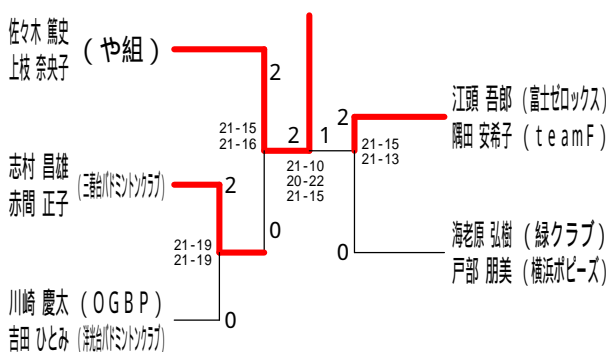 佐々木 篤史
上枝 奈央子
(や組)
2
21-15
21-16
2
1
21-10
20-22
21-15
2
21-15
21-13
江頭 吾郎 (富士ゼロックス)
隅田 安希子 (teamF)
志村 昌雄
赤間 正子
(三春台バドミントンクラブ)
2
21-19
21-19
0
0
海老原 弘樹 (緑クラブ)
戸部 朋美 (横浜ポピーズ)
川崎 慶太 (OGBP)
吉田 ひとみ (洋光台バドミントンクラブ)
0